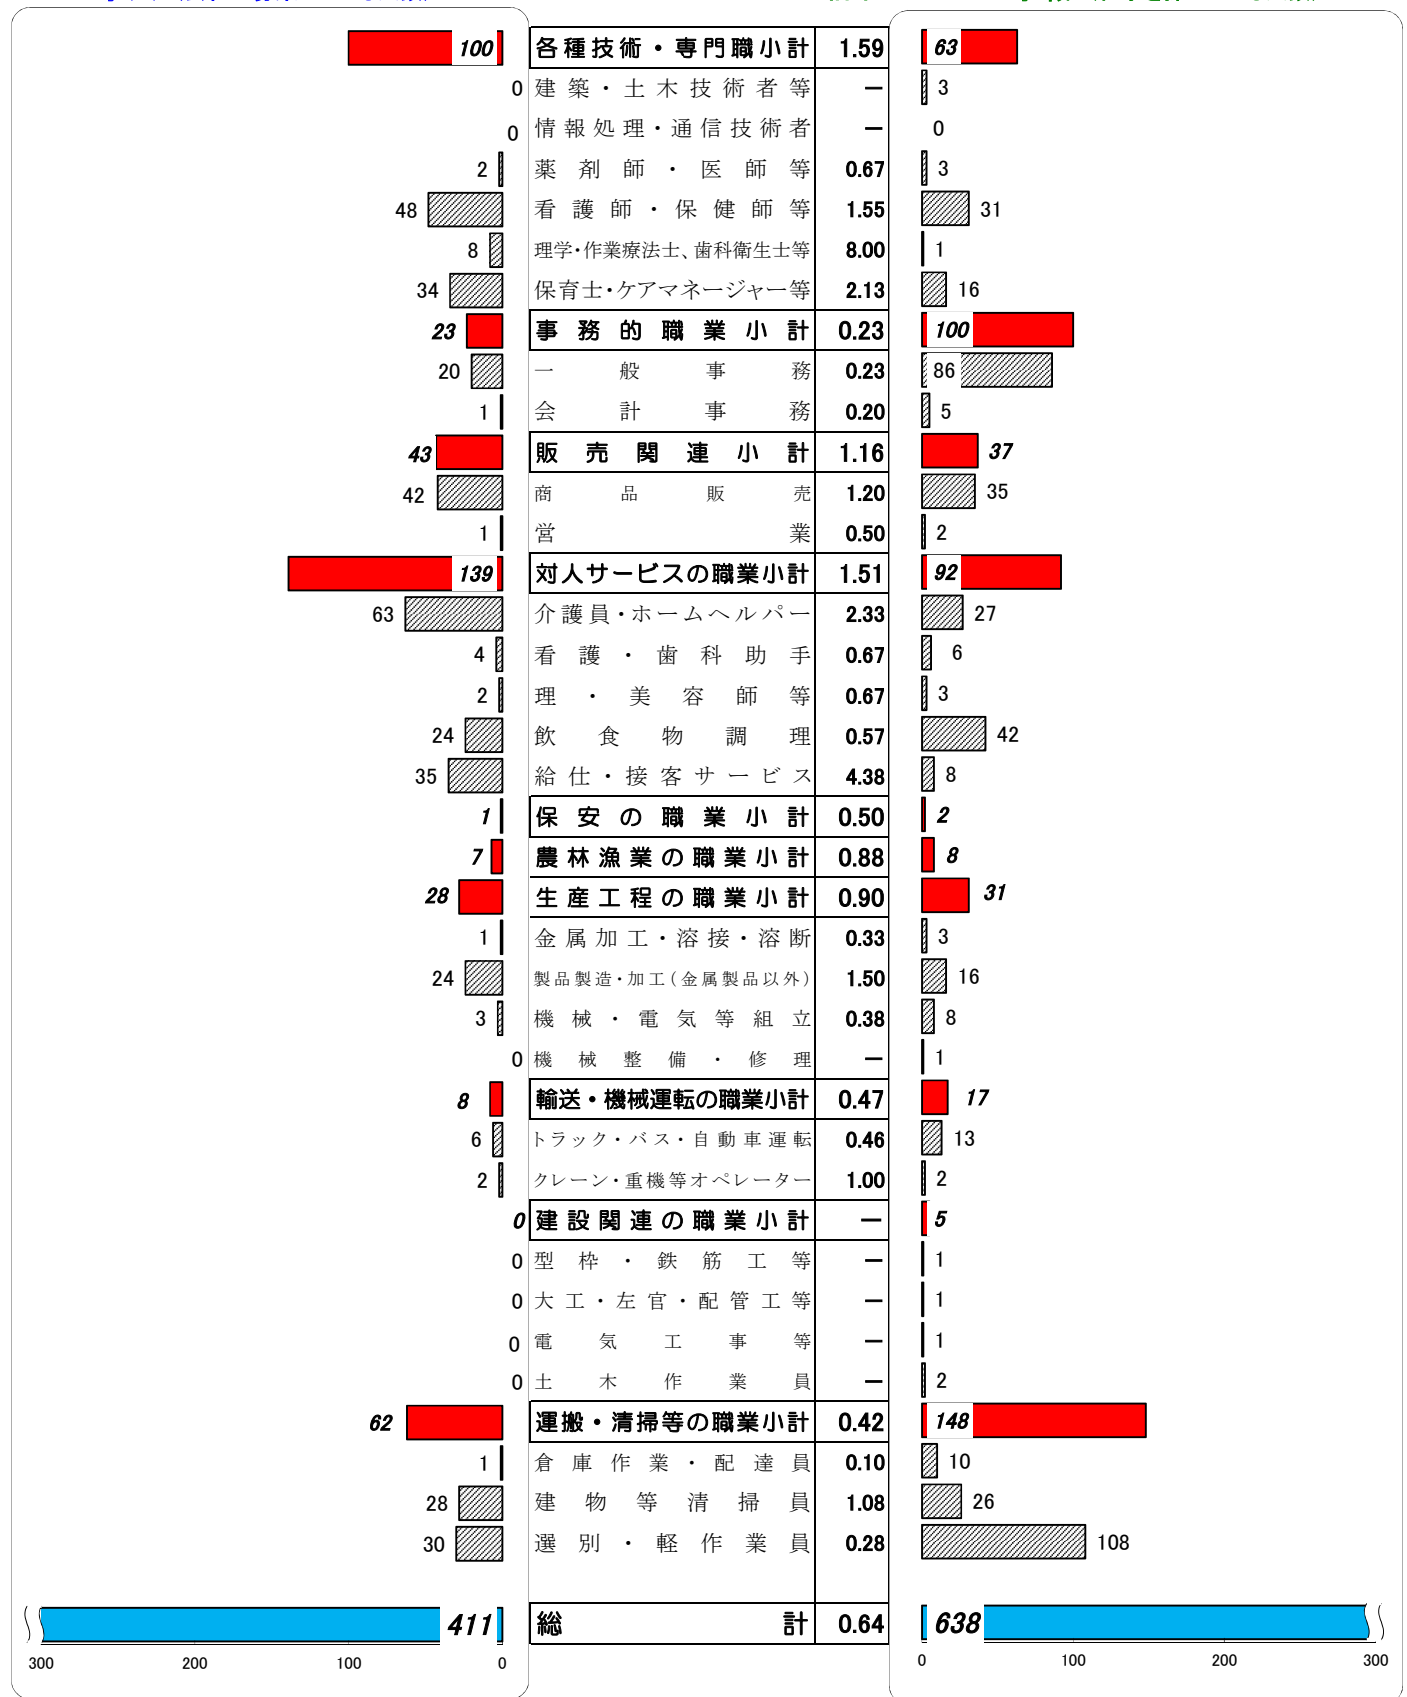 100 各種技術・専門職小計 1.59 63
0 建築・土木技術者等 ー 3
0 情報処理・通信技術者 ー 0
2 薬剤師・医師等 0.67 3
48 看護師・保健師等 1.55 31
8 理学・作業療法士、歯科衛生士等 8.00 1
34 保育士・ケアマネージャー等 2.13 16
23 事務的職業小計 0.23 100
20 一般事務 0.23 86
1 会計事務 0.20 5
43 販売関連小計 1.16 37
42 商品販売 1.20 35
1 営業 0.50 2
139 対人サービスの職業小計 1.51 92
63 介護員・ホームヘルパー 2.33 27
4 看護・歯科助手 0.67 6
2 理・美容師等 0.67 3
24 飲食物調理 0.57 42
35 給仕・接客サービス 4.38 8
1 保安の職業小計 0.50 2
7 農林漁業の職業小計 0.88 8
28 生産工程の職業小計 0.90 31
1 金属加工・溶接・溶断 0.33 3
24 製品製造・加工(金属製品以外) 1.50 16
3 機械・電気等組立 0.38 8
0 機械整備・修理 ー 1
8 輸送・機械運転の職業小計 0.47 17
6 トラック・バス・自動車運転 0.46 13
2 クレーン・重機等オペレーター 1.00 2
0 建設関連の職業小計 ー 5
0 型枠・鉄筋工等 ー 1
0 大工・左官・配管工等 ー 1
0 電気工事等 ー 1
0 土木作業員 ー 2
62 運搬・清掃等の職業小計 0.42 148
1 倉庫作業・配達員 0.10 10
28 建物等清掃員 1.08 26
30 選別・軽作業員 0.28 108
411 総計 0.64 638
300 200 100 0 0 100 200 300